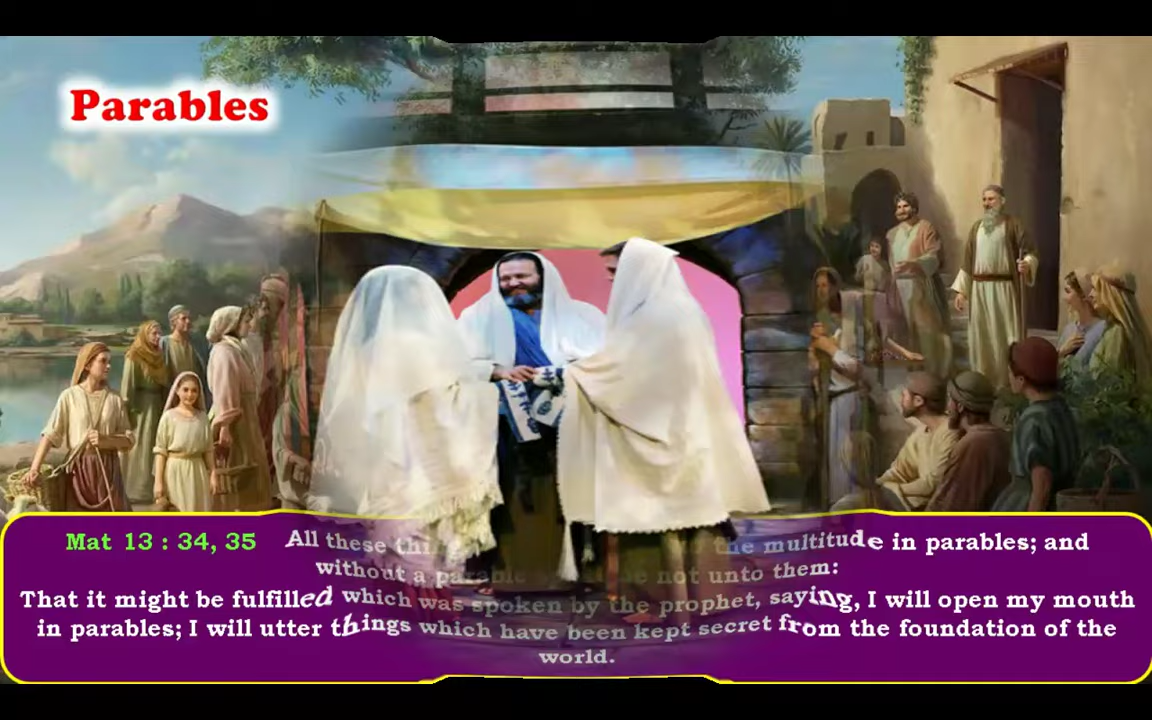 Parables
Mat 13 : 34, 35 All these thi the multitude in parables; and
without a parable not unto them:
That it might be fulfilled which was spoken by the prophet, saying, I will open my mouth
in parables; I will utter things which have been kept secret from the foundation of the
world.